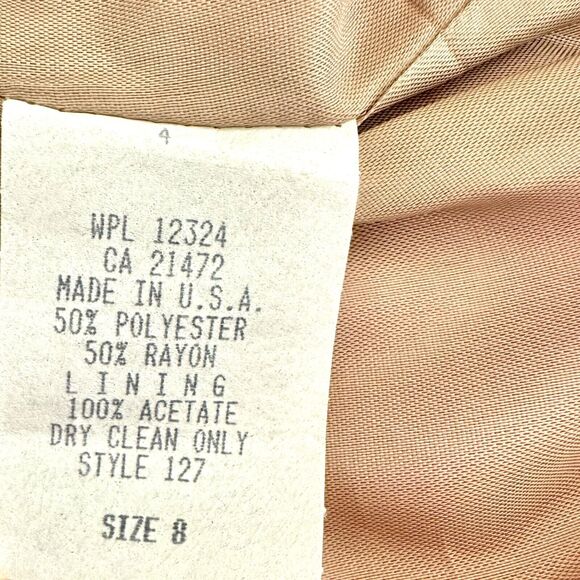 4
WPL 12324
CA 21472
MADE IN U.S.A.
50% POLYESTER
50% RAYON
L I N I N G
100% ACETATE
DRY CLEAN ONLY
STYLE 127
SIZE 8